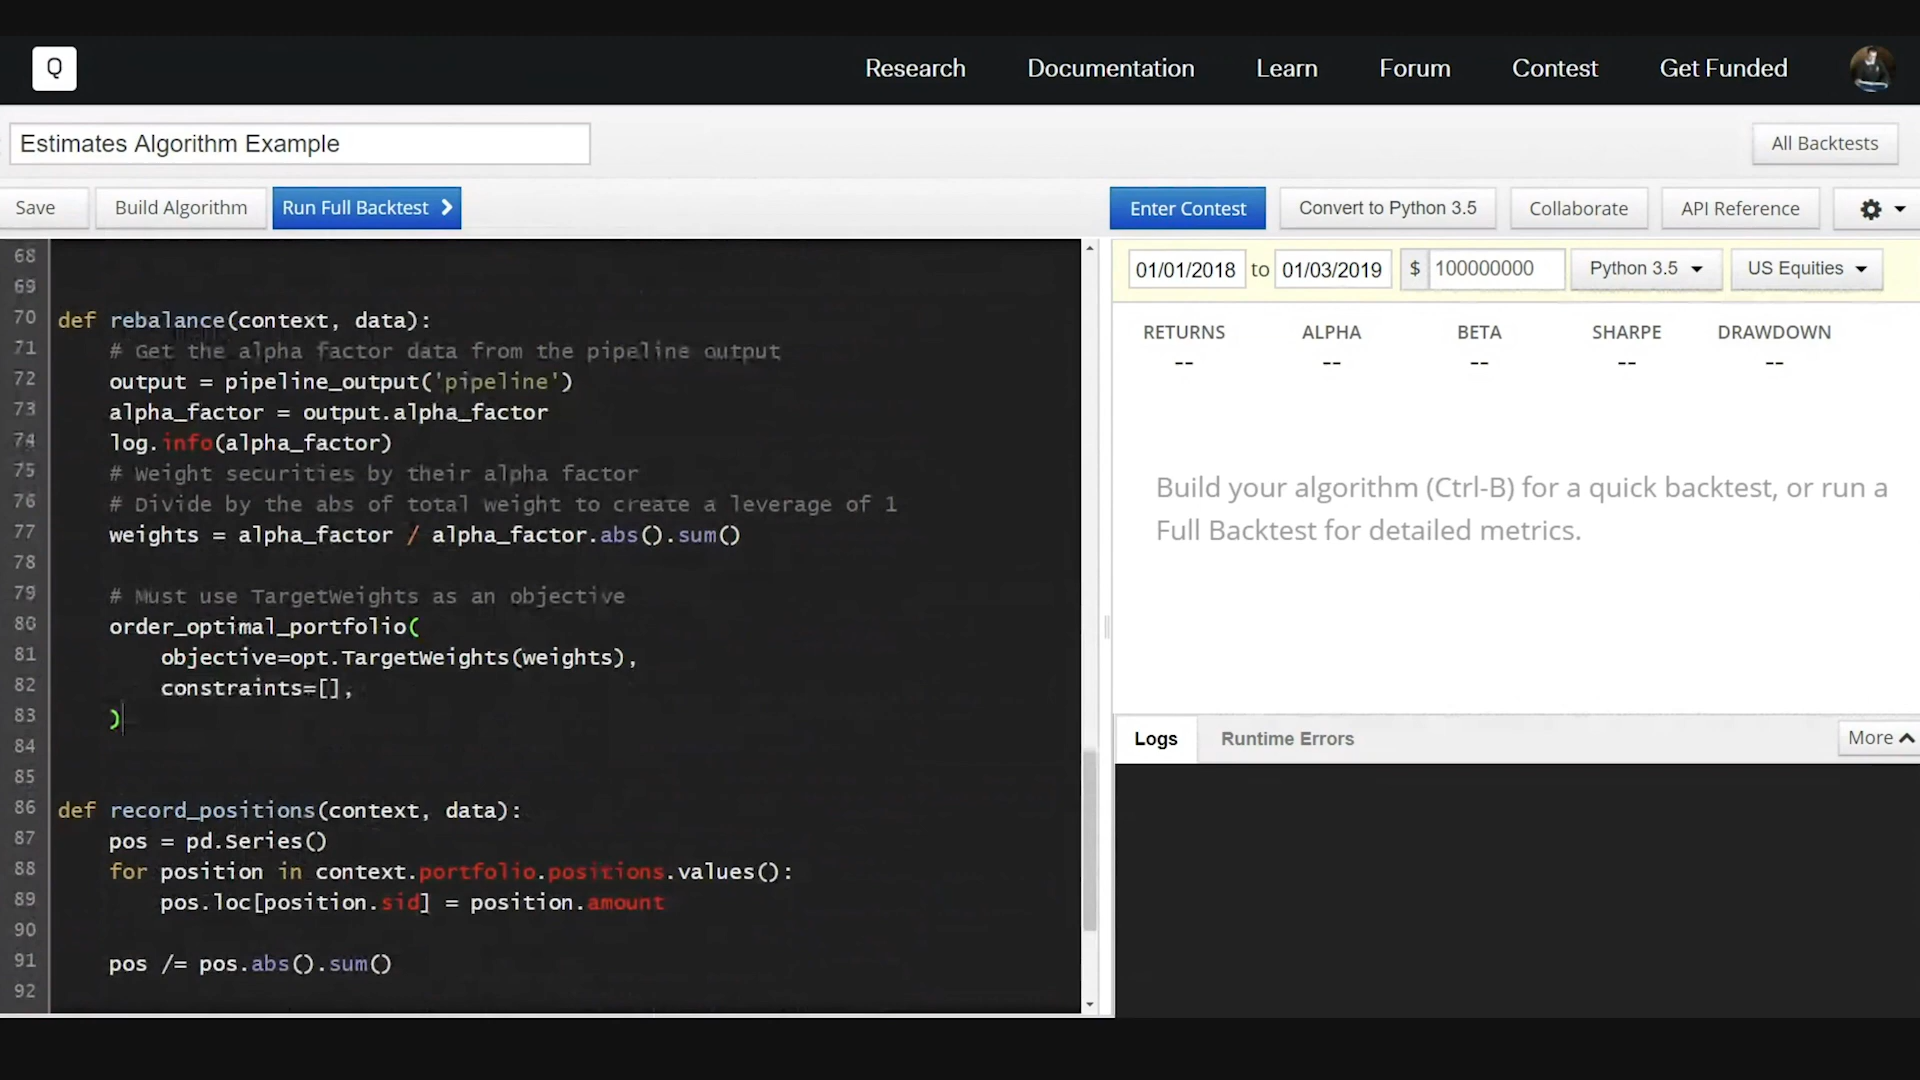 Q
Research Documentation Learn Forum Contest Get Funded
Estimates Algorithm Example
All Backtests
Save Build Algorithm Run Full Backtest
Enter Contest Convert to Python 3.5 Collaborate API Reference
01/01/2018 to 01/03/2019 $ 100000000 Python 3.5 US Equities
RETURNS ALPHA BETA SHARPE DRAWDOWN
-- -- -- -- --
Build your algorithm (Ctrl-B) for a quick backtest, or run a
Full Backtest for detailed metrics.
Logs Runtime Errors More
68
69
70 def rebalance(context, data):
71     # Get the alpha factor data from the pipeline output
72     output = pipeline_output('pipeline')
73     alpha_factor = output.alpha_factor
74     log.info(alpha_factor)
75     # Weight securities by their alpha factor
76     # Divide by the abs of total weight to create a leverage of 1
77     weights = alpha_factor / alpha_factor.abs().sum()
78
79     # Must use TargetWeights as an objective
80     order_optimal_portfolio(
81         objective=opt.TargetWeights(weights),
82         constraints=[],
83     )
84
85
86 def record_positions(context, data):
87     pos = pd.Series()
88     for position in context.portfolio.positions.values():
89         pos.loc[position.sid] = position.amount
90
91     pos /= pos.abs().sum()
92